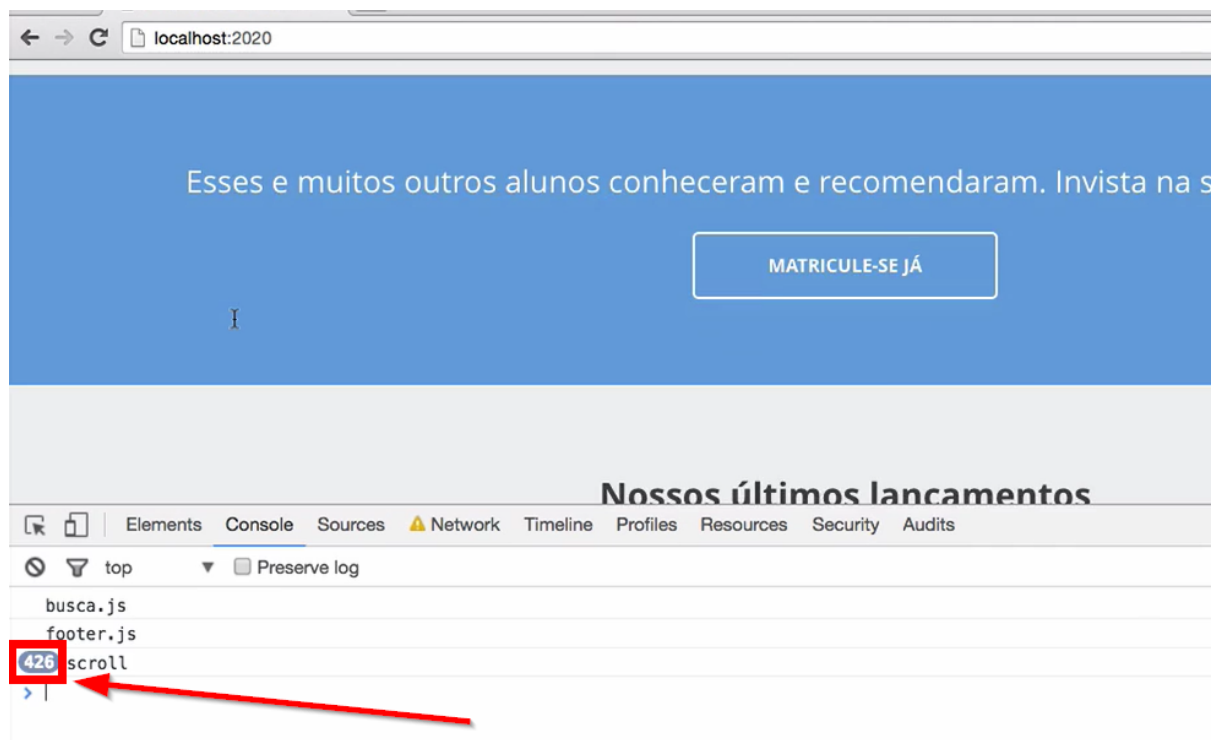 localhost:2020
Esses e muitos outros alunos conheceram e recomendaram. Invista na s
MATRICULE-SE JÁ
Nossos últimos lançamentos
Elements Console Sources Network Timeline Profiles Resources Security Audits
top Preserve log
busca.js
footer.js
426 scroll